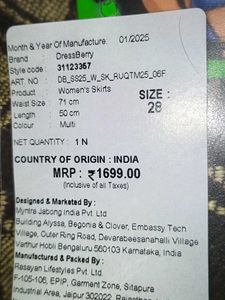 Month & Year Of Manufacture: 01/2025
Brand : DressBerry
Style code : 31123367
ART. NO : DB_SS25_W_SK_RUQTM25_06F
Product : Women's Skirts
Waist Size : 71 cm
Length : 50 cm
Colour : Multi
SIZE :
28
NET QUANTITY : 1 N
COUNTRY OF ORIGIN : INDIA
MRP : ₹1699.00
(inclusive of all Taxes)
Designed & Marketed By :
Myntra Jabong India Pvt. Ltd
Building Alyssa, Begonia & Clover, Embassy Tech
Village, Outer Ring Road, Devarabeesanahalli Village
Varthur Hobli Bengaluru 560103 Karnataka, India
Manufactured & Packed By :
Rasayan Lifestyles Pvt Ltd
F-105-106, EPIP, Garment Zone, Sitapura
Industrial Area, Jaipur 302022